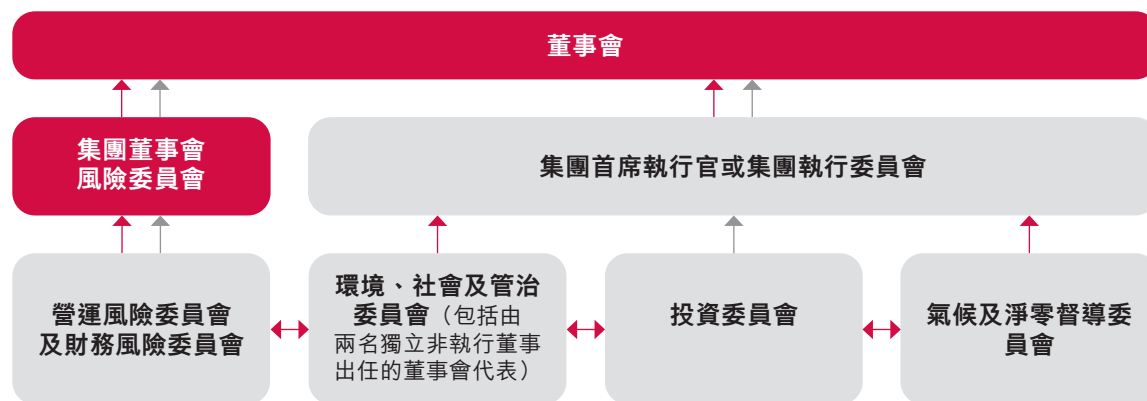 董事會
集團董事會
風險委員會
集團首席執行官或集團執行委員會
營運風險委員會
及財務風險委員會
環境、社會及管治
委員會（包括由
兩名獨立非執行董事
出任的董事會代表）
投資委員會
氣候及淨零督導委
員會